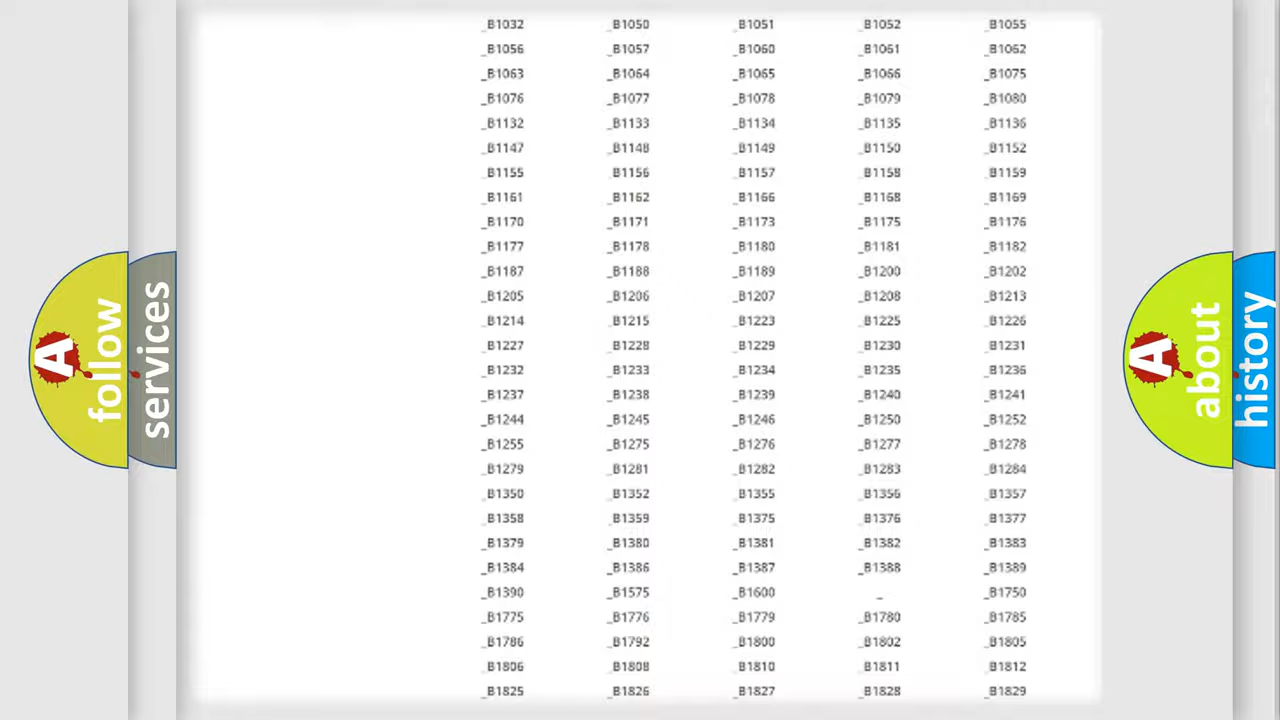 _B1032 _B1050 _B1051 _B1052 _B1055
_B1056 _B1057 _B1060 _B1061 _B1062
_B1063 _B1064 _B1065 _B1066 _B1075
_B1076 _B1077 _B1078 _B1079 _B1080
_B1132 _B1133 _B1134 _B1135 _B1136
_B1147 _B1148 _B1149 _B1150 _B1152
_B1155 _B1156 _B1157 _B1158 _B1159
_B1161 _B1162 _B1166 _B1168 _B1169
_B1170 _B1171 _B1173 _B1175 _B1176
_B1177 _B1178 _B1180 _B1181 _B1182
_B1187 _B1188 _B1189 _B1200 _B1202
_B1205 _B1206 _B1207 _B1208 _B1213
_B1214 _B1215 _B1223 _B1225 _B1226
_B1227 _B1228 _B1229 _B1230 _B1231
_B1232 _B1233 _B1234 _B1235 _B1236
_B1237 _B1238 _B1239 _B1240 _B1241
_B1244 _B1245 _B1246 _B1250 _B1252
_B1255 _B1275 _B1276 _B1277 _B1278
_B1279 _B1281 _B1282 _B1283 _B1284
_B1350 _B1352 _B1355 _B1356 _B1357
_B1358 _B1359 _B1375 _B1376 _B1377
_B1379 _B1380 _B1381 _B1382 _B1383
_B1384 _B1386 _B1387 _B1388 _B1389
_B1390 _B1575 _B1600 _ _B1750
_B1775 _B1776 _B1779 _B1780 _B1785
_B1786 _B1792 _B1800 _B1802 _B1805
_B1806 _B1808 _B1810 _B1811 _B1812
_B1825 _B1826 _B1827 _B1828 _B1829
A
follow
services
A
about
history